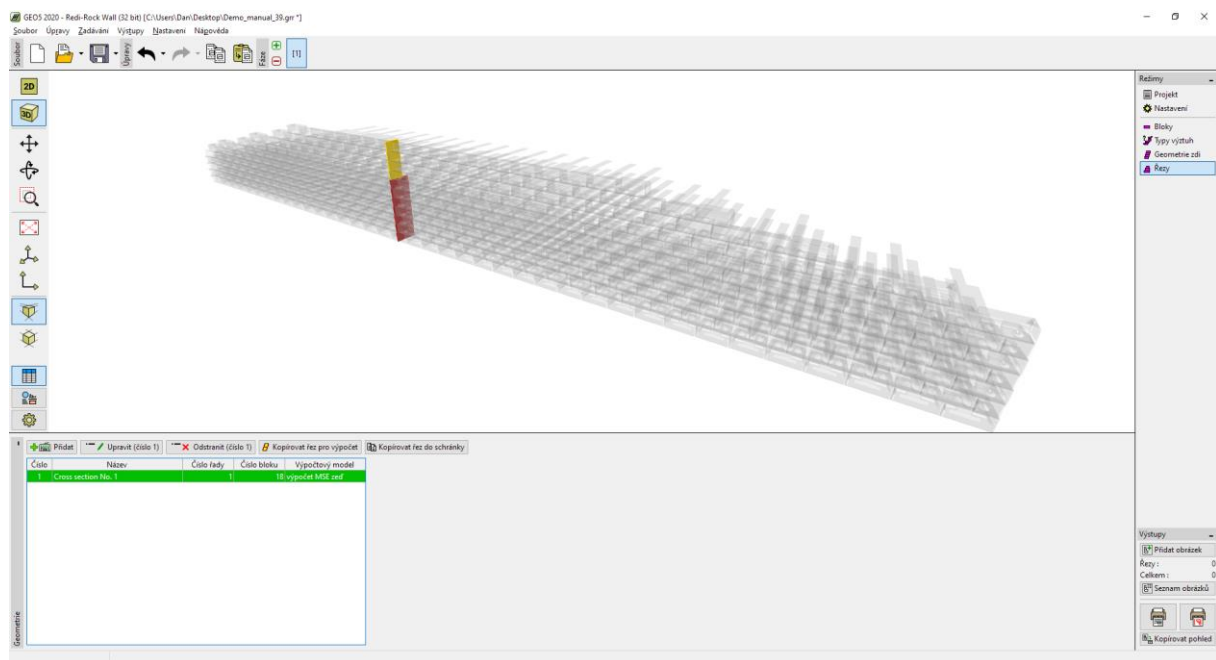 GEO5 2020 - Redi-Rock Wall (32 bit) [C:\Users\Dan\Desktop\Demo_manual_39.grr *]
Soubor Úpravy Zadávání Výstupy Nastavení Nápověda
Soubor
Úpravy
Fáze
[1]
2D
3D
Režimy
Projekt
Nastavení
Bloky
Typy výztuh
Geometrie zdi
Řezy
Přidat Upravit (číslo 1) Odstranit (číslo 1) Kopírovat řez pro výpočet Kopírovat řez do schránky
Číslo Název Číslo řady Číslo bloku Výpočtový model
1 Cross section No. 1 1 18 výpočet MSE zeď
Geometrie
Výstupy
Přidat obrázek
Řezy : 0
Celkem : 0
Seznam obrázků
Kopírovat pohled